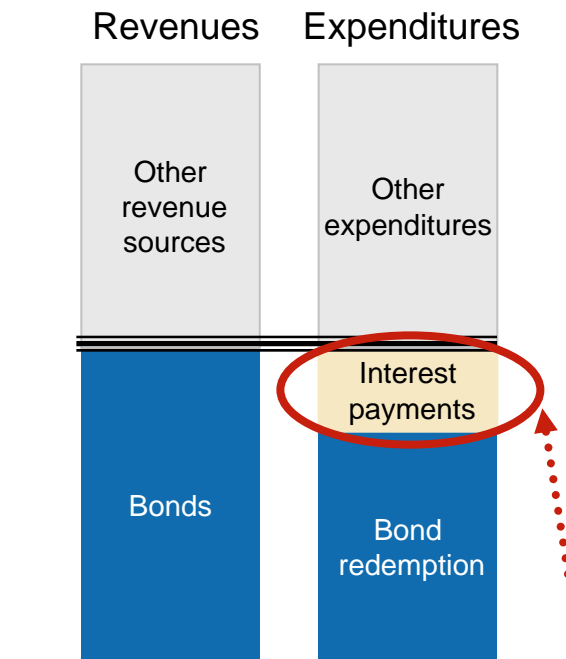 Revenues Expenditures
Other
revenue
sources
Other
expenditures
Interest
payments
Bonds
Bond
redemption